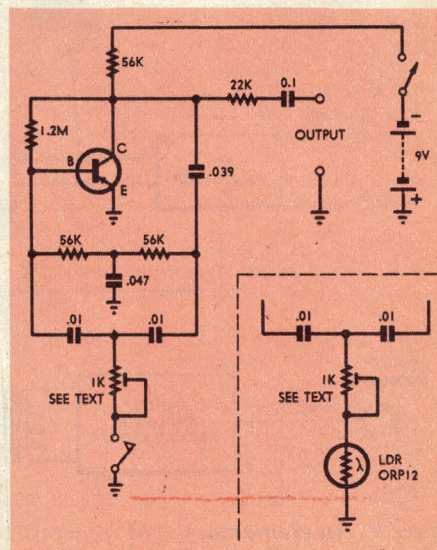 56K
22K
0.1
1.2M
C
B
E
OUTPUT
−
9V
+
.039
56K
56K
.047
.01
.01
.01
.01
1K
SEE TEXT
1K
SEE TEXT
λ
LDR
ORP12